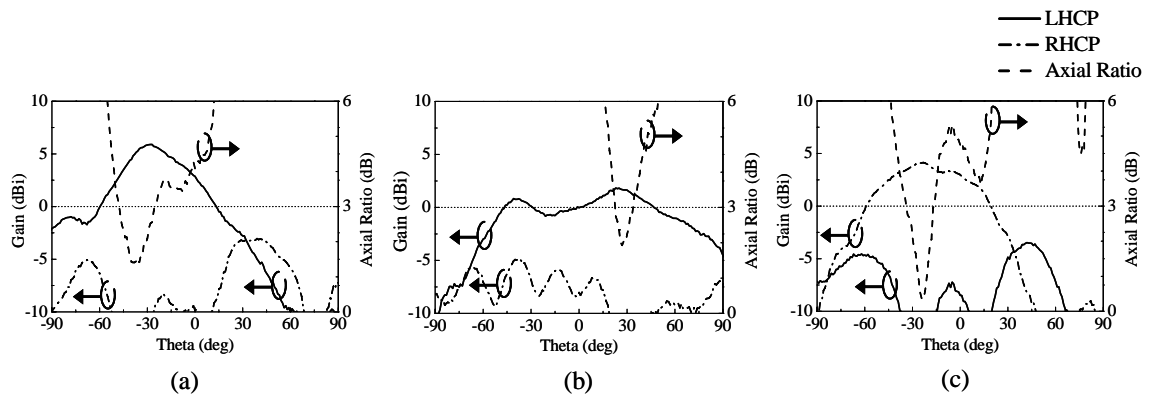 LHCP
RHCP
Axial Ratio
10
5
0
-5
-10
Gain (dBi)
-90 -60 -30 0 30 60 90
Theta (deg)
6
3
0
Axial Ratio (dB)
(a)
10
5
0
-5
-10
Gain (dBi)
-90 -60 -30 0 30 60 90
Theta (deg)
6
3
0
Axial Ratio (dB)
(b)
10
5
0
-5
-10
Gain (dBi)
-90 -60 -30 0 30 60 90
Theta (deg)
6
3
0
Axial Ratio (dB)
(c)